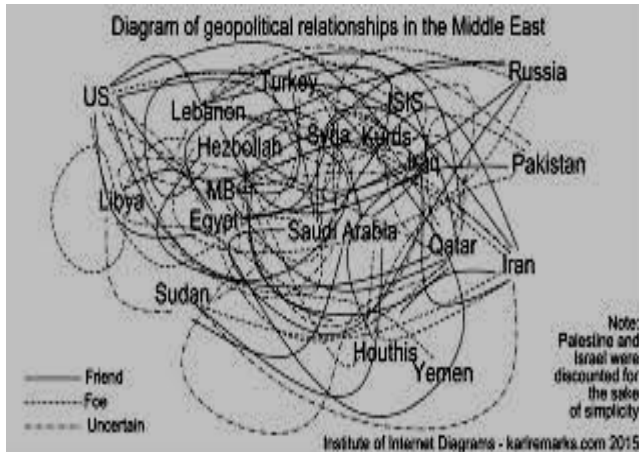 Diagram of geopolitical relationships in the Middle East
Russia
Turkey
US
ISIS
Lebanon
Syria
Kurds
Hezbollah
Iraq
Pakistan
MB
Libya
Egypt
Saudi Arabia
Qatar
Iran
Sudan
Houthis
Yemen
Note:
Palestine and
Israel were
discounted for
the sake
of simplicity
Friend
Foe
Uncertain
Institute of Internet Diagrams - karlremarks.com 2015